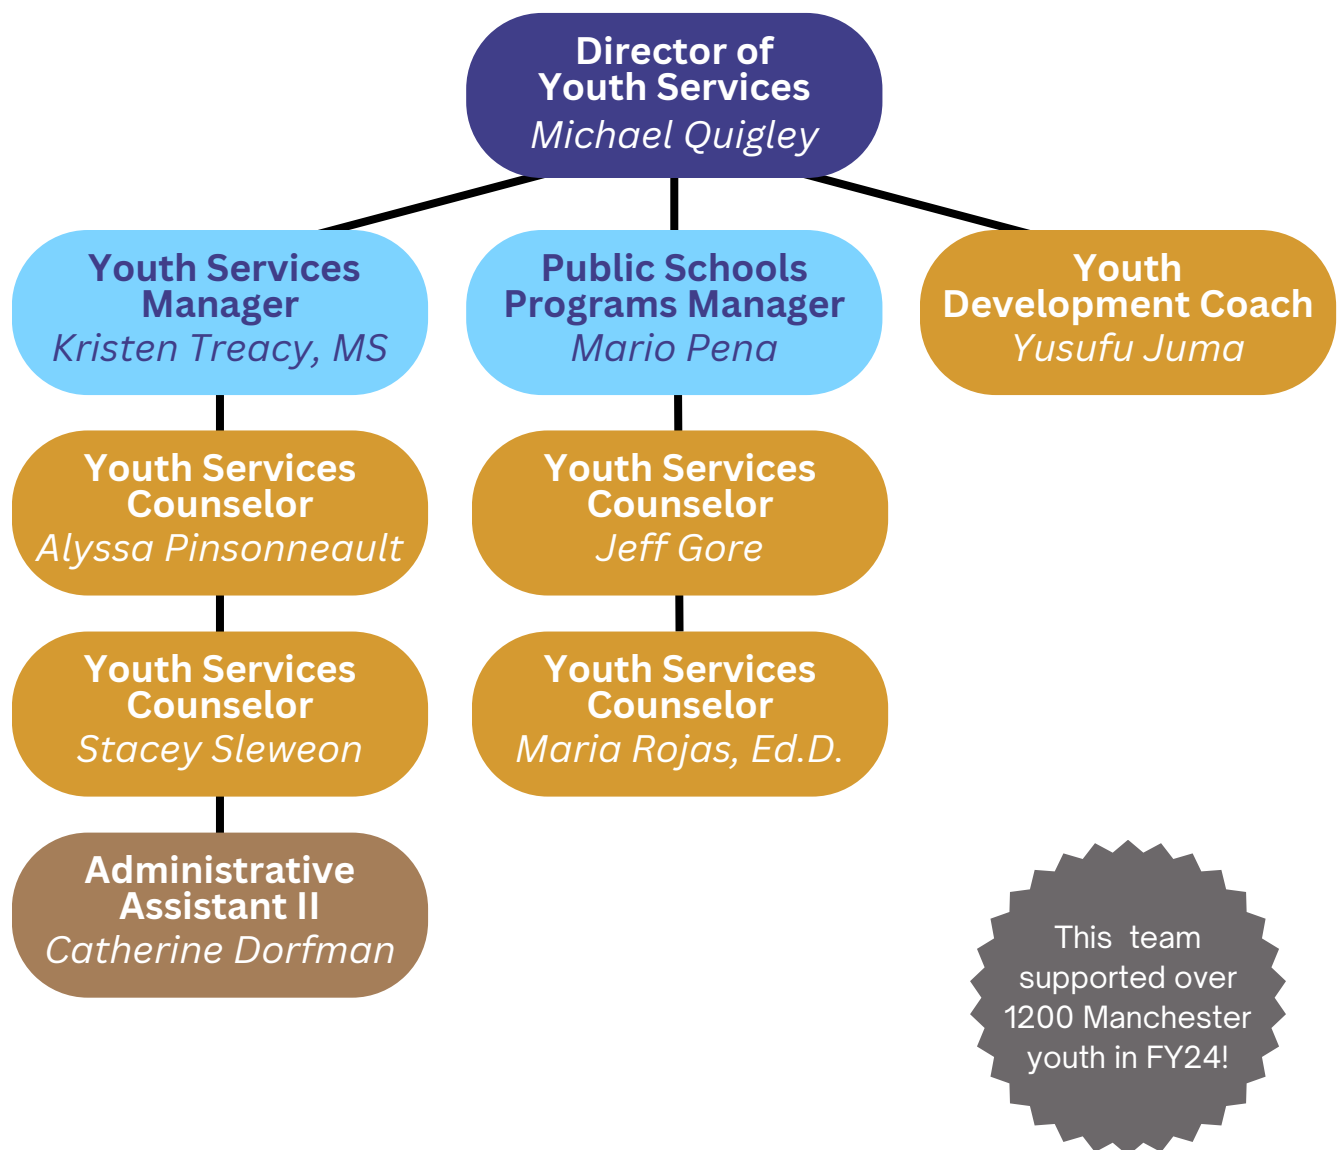 Director of
Youth Services
Michael Quigley
Youth Services
Manager
Kristen Treacy, MS
Public Schools
Programs Manager
Mario Pena
Youth
Development Coach
Yusufu Juma
Youth Services
Counselor
Alyssa Pinsonneault
Youth Services
Counselor
Jeff Gore
Youth Services
Counselor
Stacey Sleweon
Youth Services
Counselor
Maria Rojas, Ed.D.
Administrative
Assistant II
Catherine Dorfman
This team
supported over
1200 Manchester
youth in FY24!